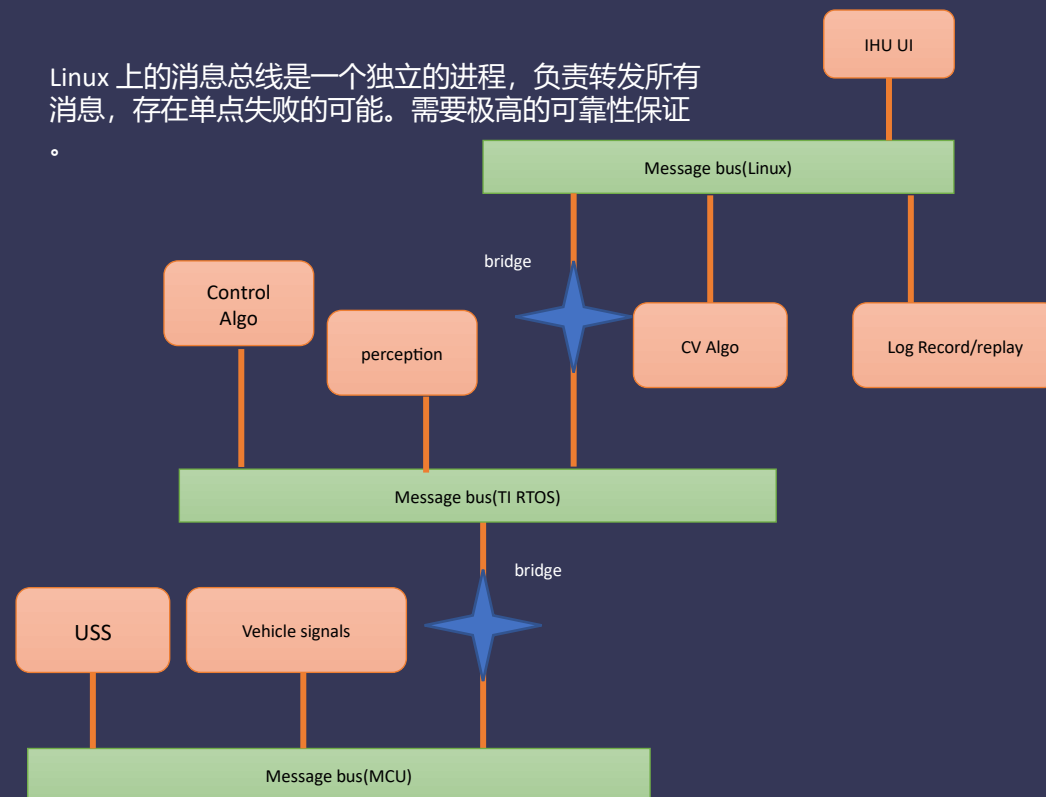 IHU UI
Linux 上的消息总线是一个独立的进程，负责转发所有
消息，存在单点失败的可能。需要极高的可靠性保证
。
Message bus(Linux)
bridge
Control
Algo
perception
CV Algo
Log Record/replay
Message bus(TI RTOS)
bridge
USS
Vehicle signals
Message bus(MCU)